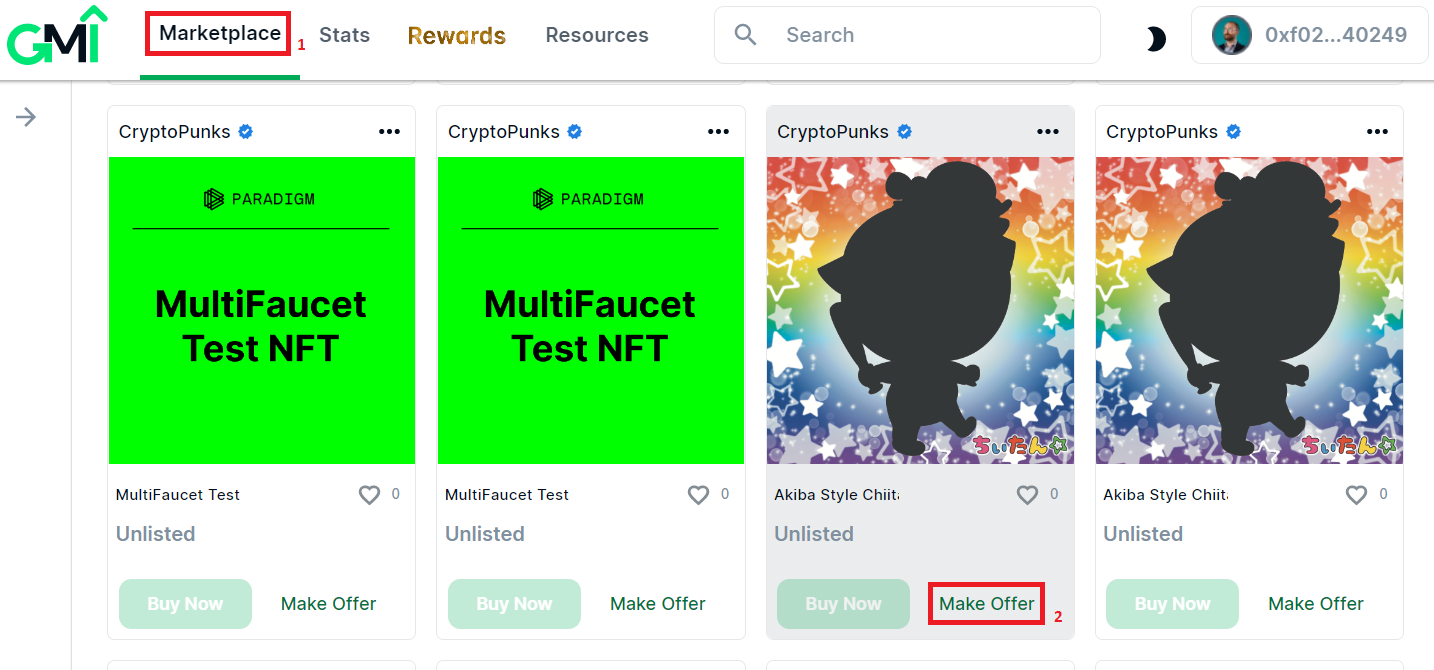 GMI
Marketplace 1 Stats Rewards Resources Search 0xf02...40249
CryptoPunks CryptoPunks CryptoPunks CryptoPunks
PARADIGM PARADIGM
MultiFaucet MultiFaucet
Test NFT Test NFT
ちぃたん☆ ちぃたん☆
MultiFaucet Test 0 MultiFaucet Test 0 Akiba Style Chiit 0 Akiba Style Chiit 0
Unlisted Unlisted Unlisted Unlisted
Buy Now Make Offer Buy Now Make Offer Buy Now Make Offer 2 Buy Now Make Offer